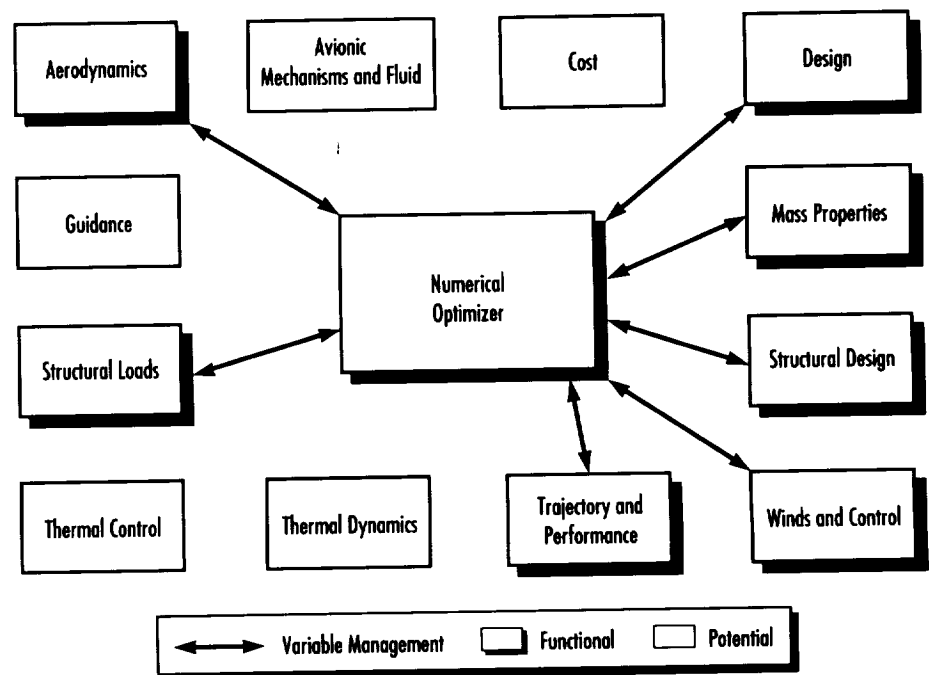 Aerodynamics
Avionic
Mechanisms and Fluid
Cost
Design
Guidance
Mass Properties
Numerical
Optimizer
Structural Loads
Structural Design
Thermal Control
Thermal Dynamics
Trajectory and
Performance
Winds and Control
Variable Management
Functional
Potential